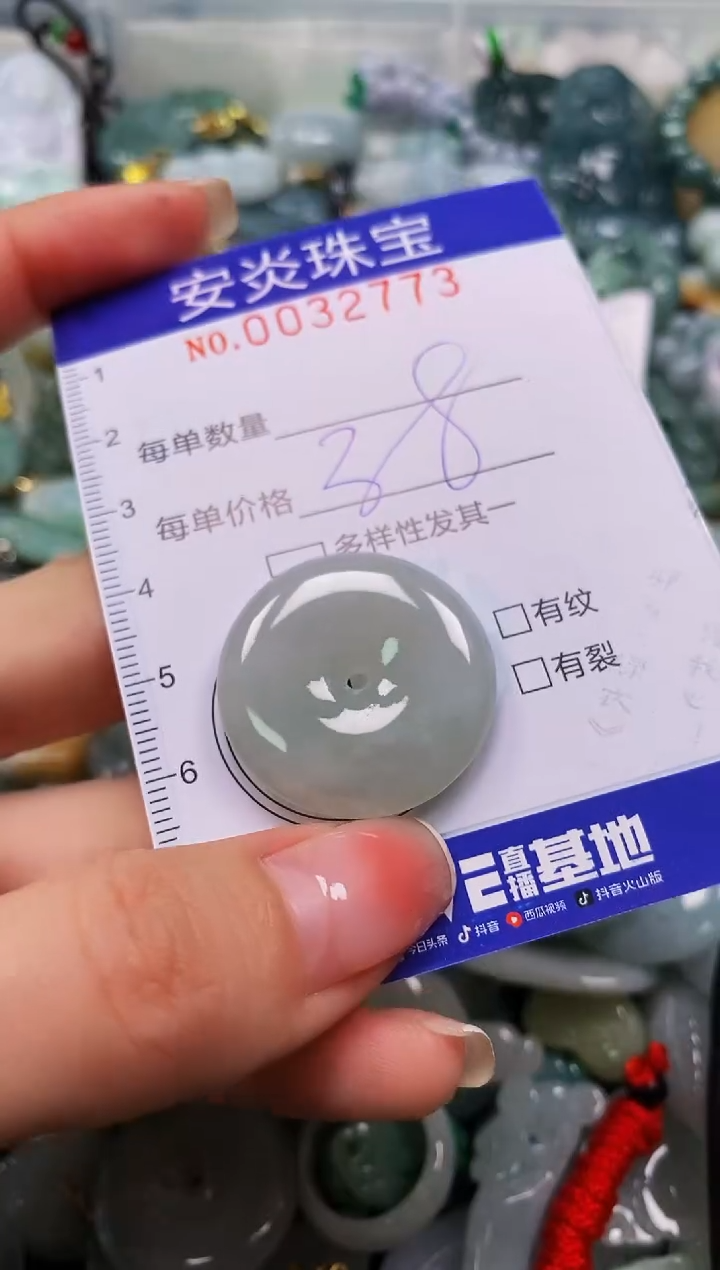 安炎珠宝
NO.0032773
每单数量
38
每单价格
多样性发其一
有纹
有裂
1
2
3
4
5
6
E直播基地
今日头条 抖音 西瓜视频 抖音火山版